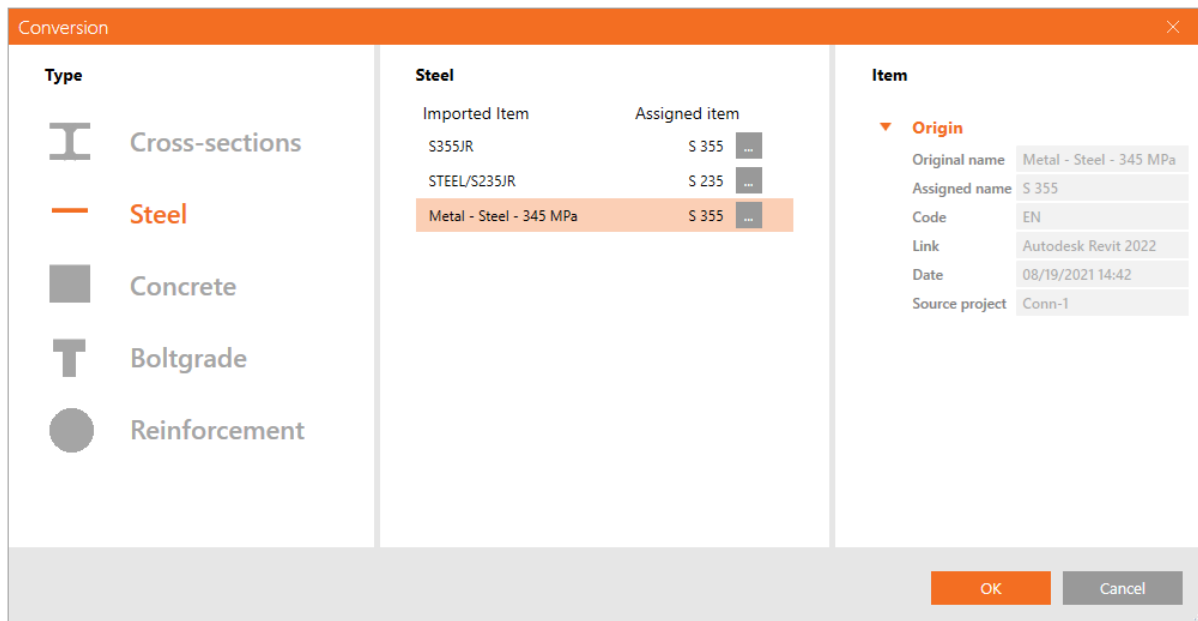 Conversion
Type
Cross-sections
Steel
Concrete
Boltgrade
Reinforcement
Steel
Imported Item Assigned item
S355JR S 355 ...
STEEL/S235JR S 235 ...
Metal - Steel - 345 MPa S 355 ...
Item
Origin
Original name Metal - Steel - 345 MPa
Assigned name S 355
Code EN
Link Autodesk Revit 2022
Date 08/19/2021 14:42
Source project Conn-1
OK Cancel